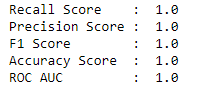 Recall Score : 1.0
Precision Score : 1.0
F1 Score : 1.0
Accuracy Score : 1.0
ROC AUC : 1.0